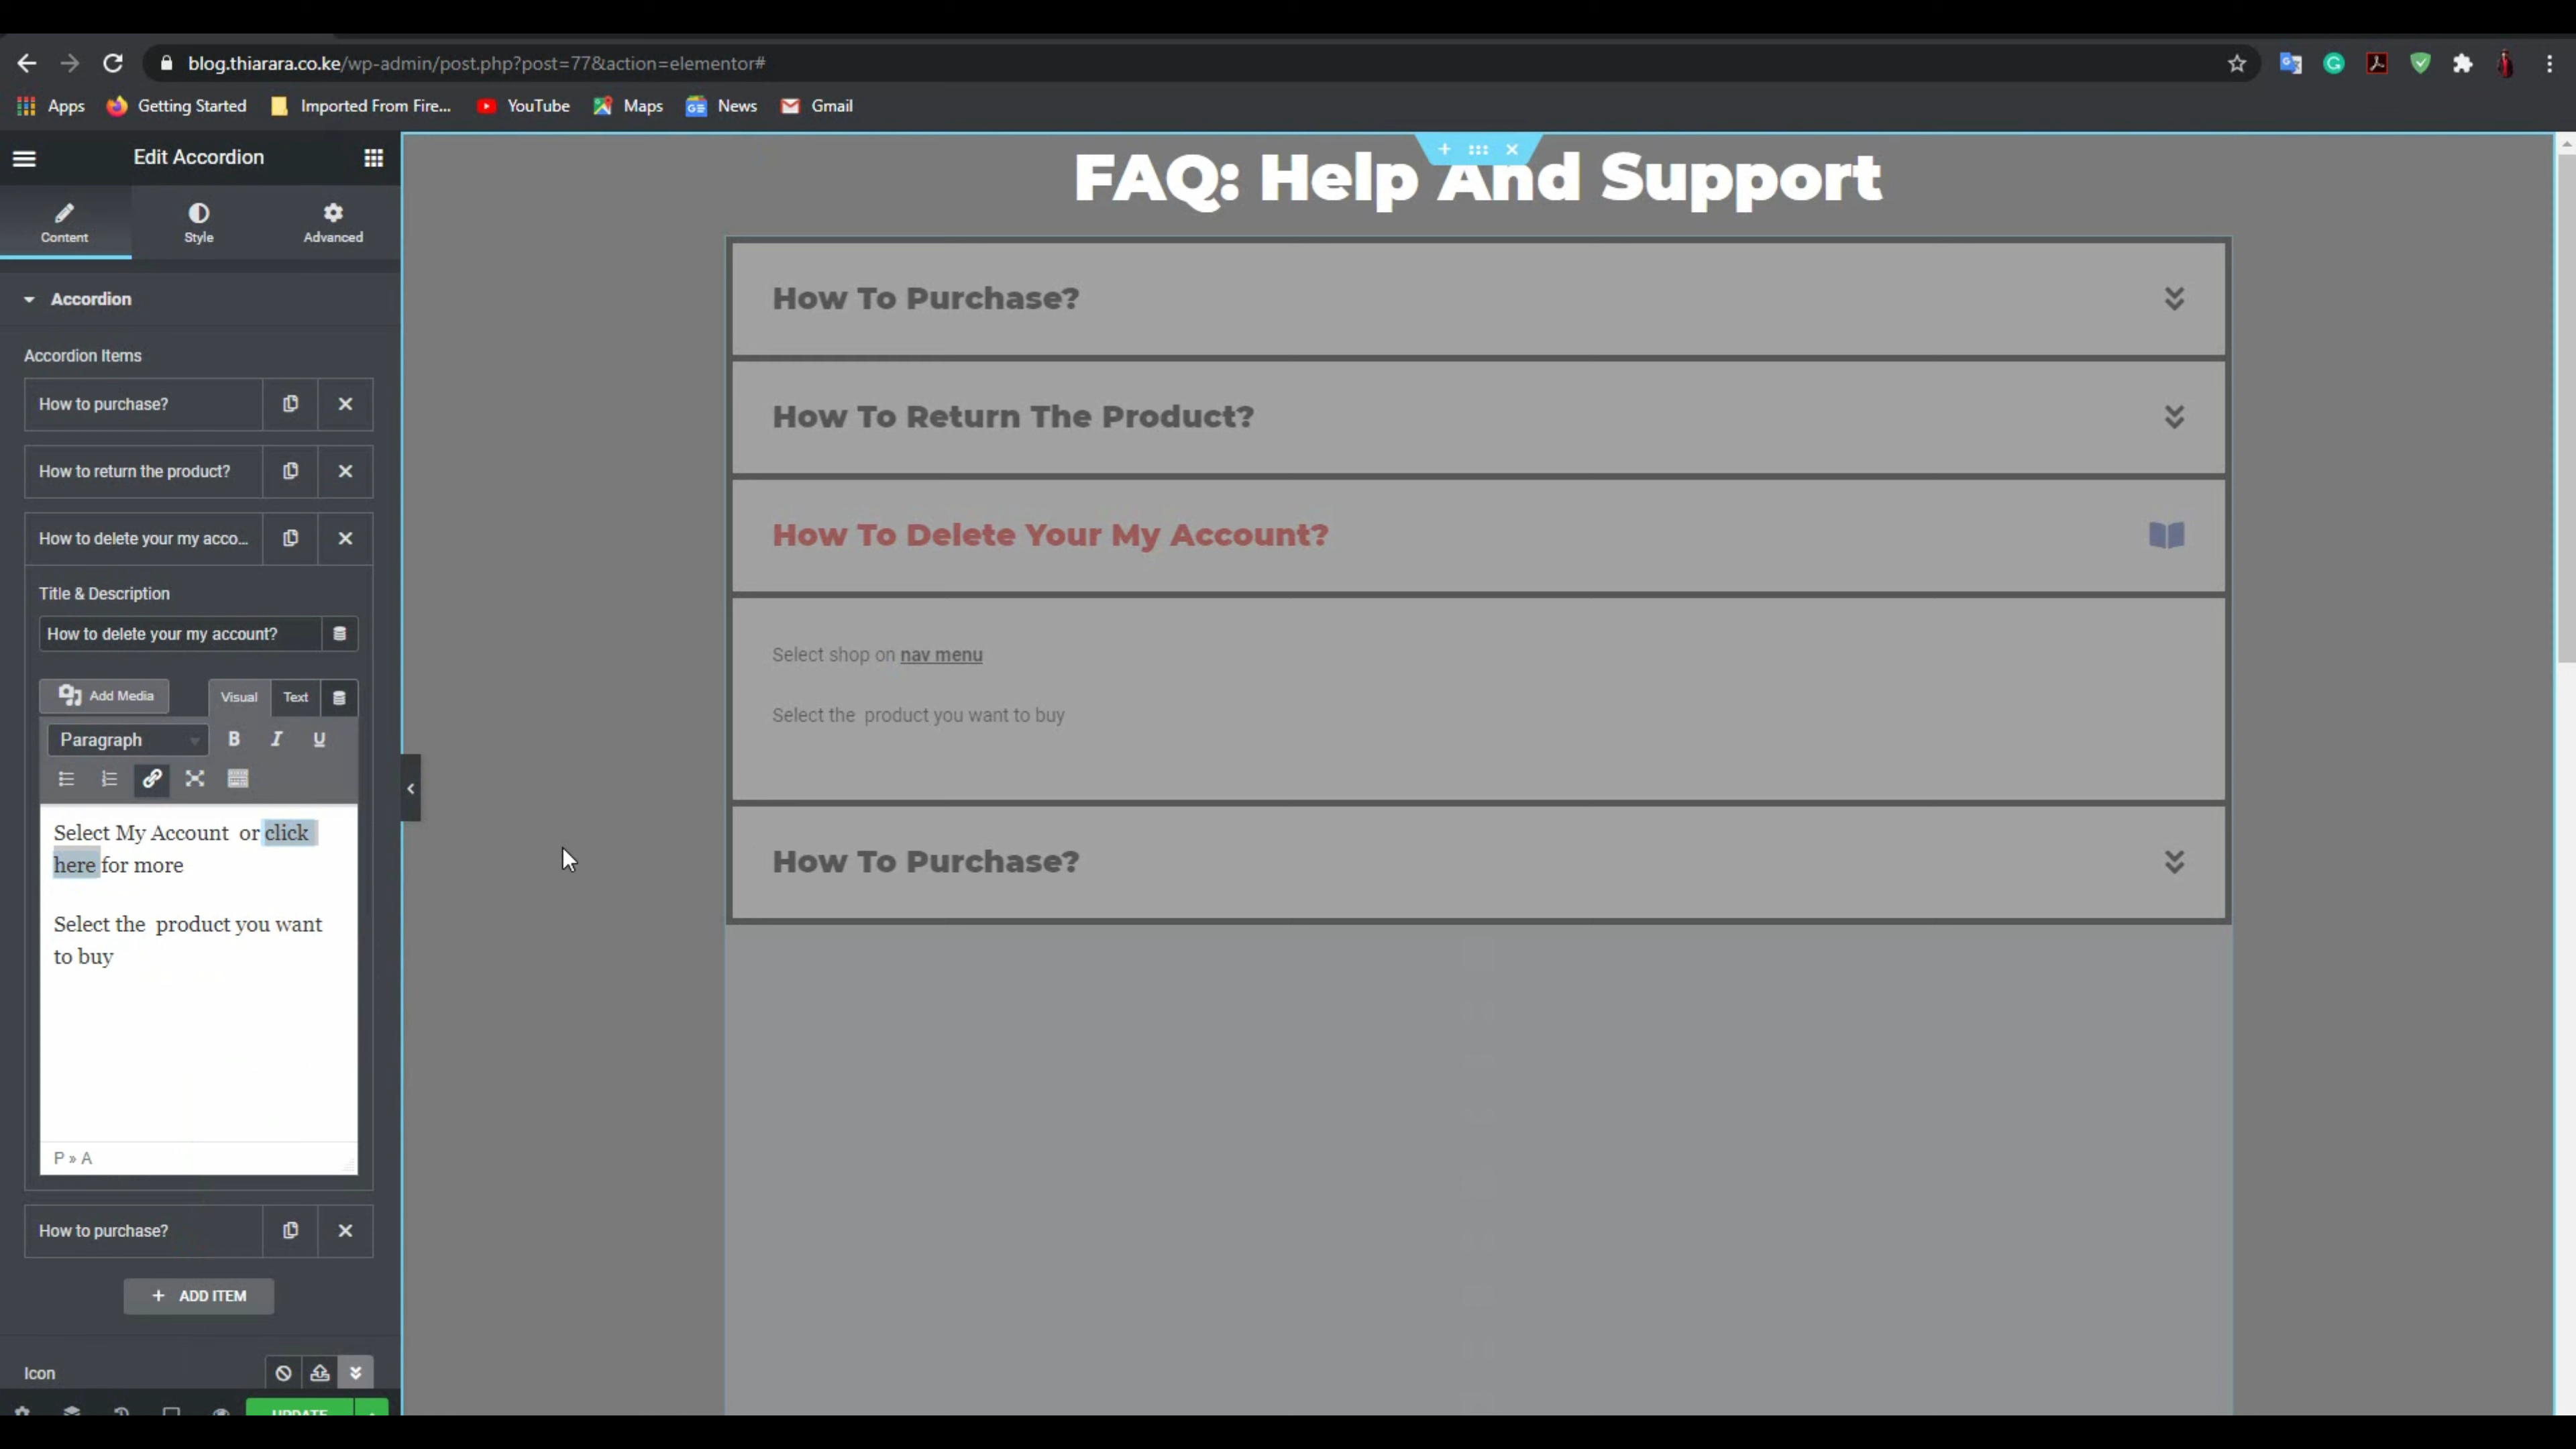 blog.thiarara.co.ke/wp-admin/post.php?post=77&action=elementor#
Apps Getting Started Imported From Fire... YouTube Maps News Gmail
Edit Accordion
Content Style Advanced
Accordion
Accordion Items
How to purchase?
How to return the product?
How to delete your my acco...
Title & Description
How to delete your my account?
Add Media Visual Text
Paragraph B I U
Select My Account  or click
here for more
Select the  product you want
to buy
P » A
How to purchase?
+ ADD ITEM
Icon
UPDATE
FAQ: Help And Support
How To Purchase?
How To Return The Product?
How To Delete Your My Account?
Select shop on nav menu
Select the  product you want to buy
How To Purchase?